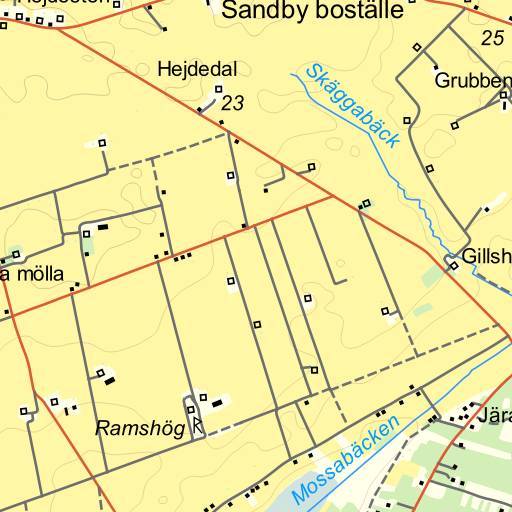 Sandby boställe
25
Hejdedal
Skäggabäck
Grubben
23
Gillsh
a mölla
Jära
Ramshög
K
Mossabäcken